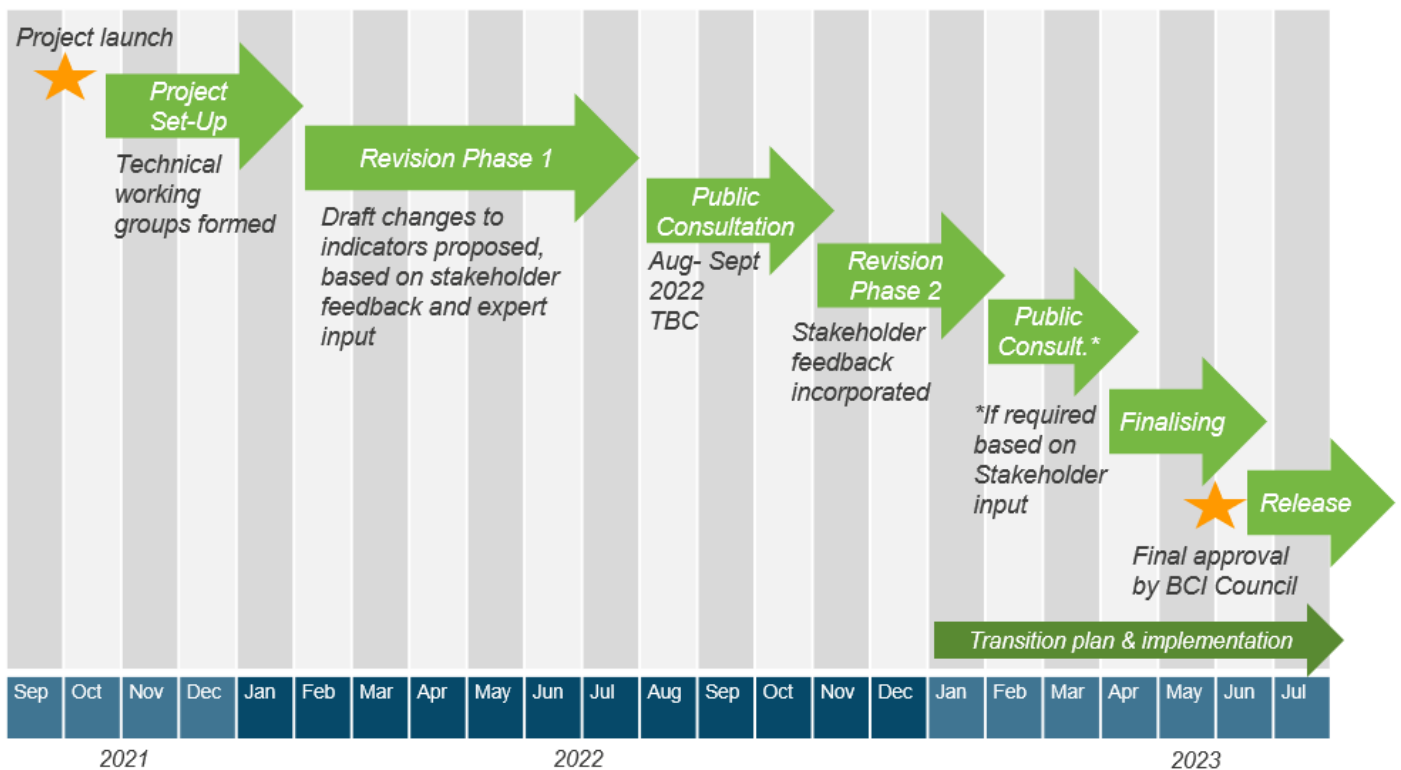 Project launch
Project
Set-Up
Technical
working
groups formed
Revision Phase 1
Draft changes to
indicators proposed,
based on stakeholder
feedback and expert
input
Public
Consultation
Aug- Sept
2022
TBC
Revision
Phase 2
Stakeholder
feedback
incorporated
Public
Consult.*
*If required
based on
Stakeholder
input
Finalising
Release
Final approval
by BCI Council
Transition plan & implementation
Sep Oct Nov Dec Jan Feb Mar Apr May Jun Jul Aug Sep Oct Nov Dec Jan Feb Mar Apr May Jun Jul
2021 2022 2023